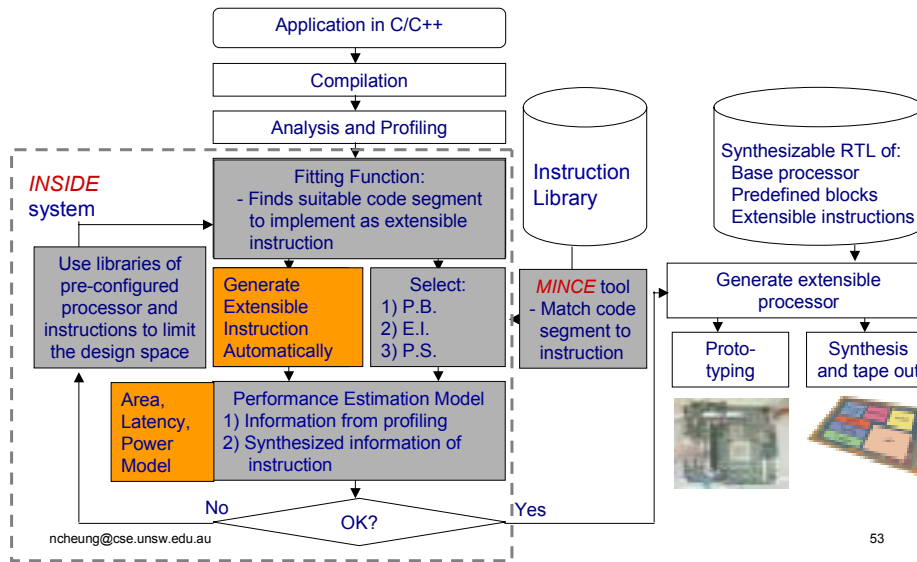 Application in C/C++
Compilation
Analysis and Profiling
INSIDE
system
Fitting Function:
- Finds suitable code segment
to implement as extensible
instruction
Instruction
Library
Synthesizable RTL of:
Base processor
Predefined blocks
Extensible instructions
Use libraries of
pre-configured
processor and
instructions to limit
the design space
Generate
Extensible
Instruction
Automatically
Select:
1) P.B.
2) E.I.
3) P.S.
MINCE tool
- Match code
segment to
instruction
Generate extensible
processor
Proto-
typing
Synthesis
and tape out
Area,
Latency,
Power
Model
Performance Estimation Model
1) Information from profiling
2) Synthesized information of
instruction
No
OK?
Yes
ncheung@cse.unsw.edu.au
53